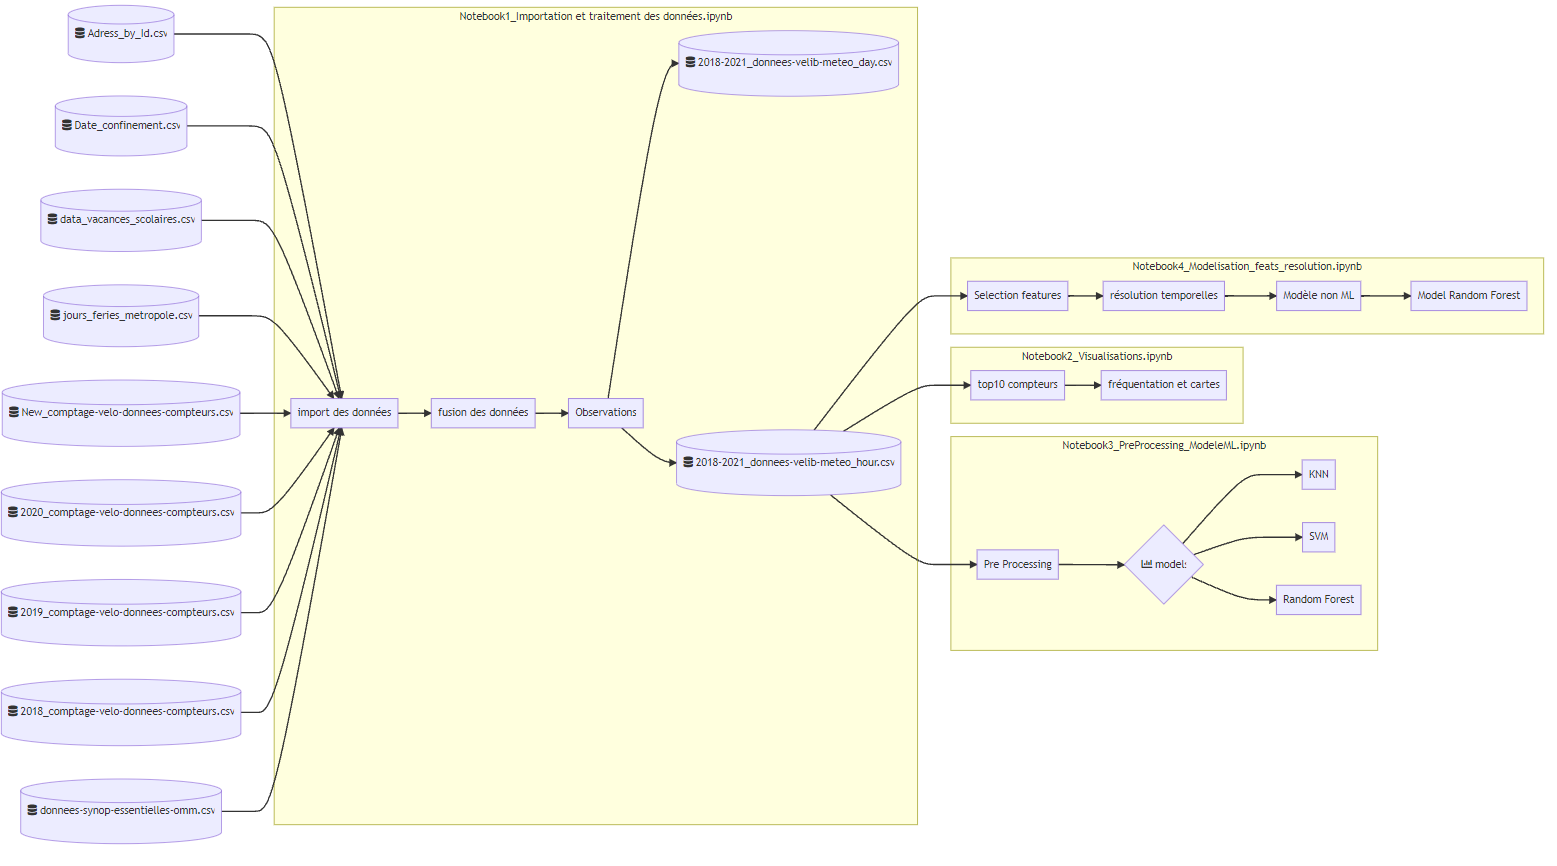 Adress_by_Id.csv
Date_confinement.csv
data_vacances_scolaires.csv
jours_feries_metropole.csv
New_comptage-velo-donnees-compteurs.csv
2020_comptage-velo-donnees-compteurs.csv
2019_comptage-velo-donnees-compteurs.csv
2018_comptage-velo-donnees-compteurs.csv
donnees-synop-essentielles-omm.csv
Notebook1_Importation et traitement des données.ipynb
import des données
fusion des données
Observations
2018-2021_donnees-velib-meteo_day.csv
2018-2021_donnees-velib-meteo_hour.csv
Notebook4_Modelisation_feats_resolution.ipynb
Selection features
résolution temporelles
Modèle non ML
Model Random Forest
Notebook2_Visualisations.ipynb
top10 compteurs
fréquentation et cartes
Notebook3_PreProcessing_ModeleML.ipynb
Pre Processing
models
KNN
SVM
Random Forest